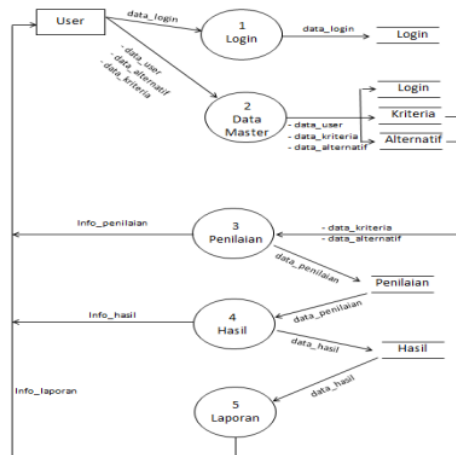 User
data_login
1
Login
data_login
Login
- data_user
- data_alternatif
- data_kriteria
2
Data
Master
Login
Kriteria
Alternatif
- data_user
- data_kriteria
- data_alternatif
Info_penilaian
3
Penilaian
- data_kriteria
- data_alternatif
data_penilaian
Penilaian
data_penilaian
Info_hasil
4
Hasil
data_hasil
Hasil
data_hasil
Info_laporan
5
Laporan